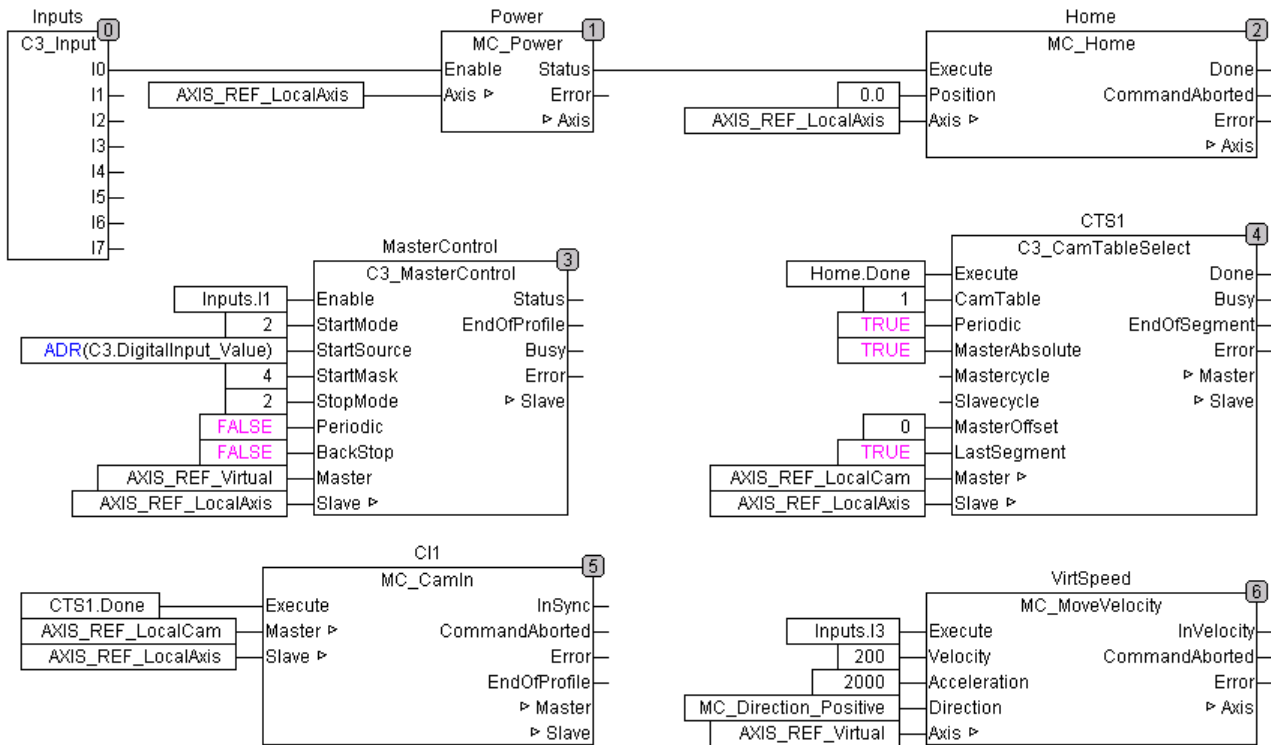 Inputs
0
C3_Input
I0
I1
I2
I3
I4
I5
I6
I7
Power
1
MC_Power
Enable Status
AXIS_REF_LocalAxis Axis Error
Axis
Home
2
MC_Home
Execute Done
0.0 Position CommandAborted
AXIS_REF_LocalAxis Axis Error
Axis
MasterControl
3
C3_MasterControl
Inputs.I1 Enable Status
2 StartMode EndOfProfile
ADR(C3.DigitalInput_Value) StartSource Busy
4 StartMask Error
2 StopMode Slave
FALSE Periodic
FALSE BackStop
AXIS_REF_Virtual Master
AXIS_REF_LocalAxis Slave
CTS1
4
C3_CamTableSelect
Home.Done Execute Done
1 CamTable Busy
TRUE Periodic EndOfSegment
TRUE MasterAbsolute Error
Mastercycle Master
Slavecycle Slave
0 MasterOffset
TRUE LastSegment
AXIS_REF_LocalCam Master
AXIS_REF_LocalAxis Slave
CI1
5
MC_CamIn
CTS1.Done Execute InSync
AXIS_REF_LocalCam Master CommandAborted
AXIS_REF_LocalAxis Slave Error
EndOfProfile
Master
Slave
VirtSpeed
6
MC_MoveVelocity
Inputs.I3 Execute InVelocity
200 Velocity CommandAborted
2000 Acceleration Error
MC_Direction_Positive Direction Axis
AXIS_REF_Virtual Axis